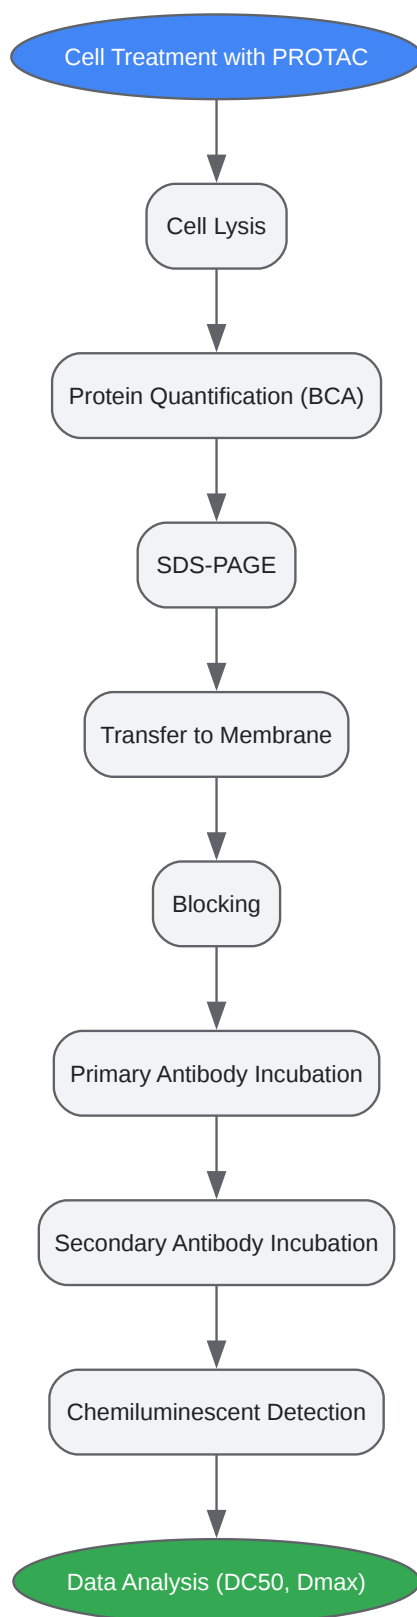 Cell Treatment with PROTAC
Cell Lysis
Protein Quantification (BCA)
SDS-PAGE
Transfer to Membrane
Blocking
Primary Antibody Incubation
Secondary Antibody Incubation
Chemiluminescent Detection
Data Analysis (DC50, Dmax)